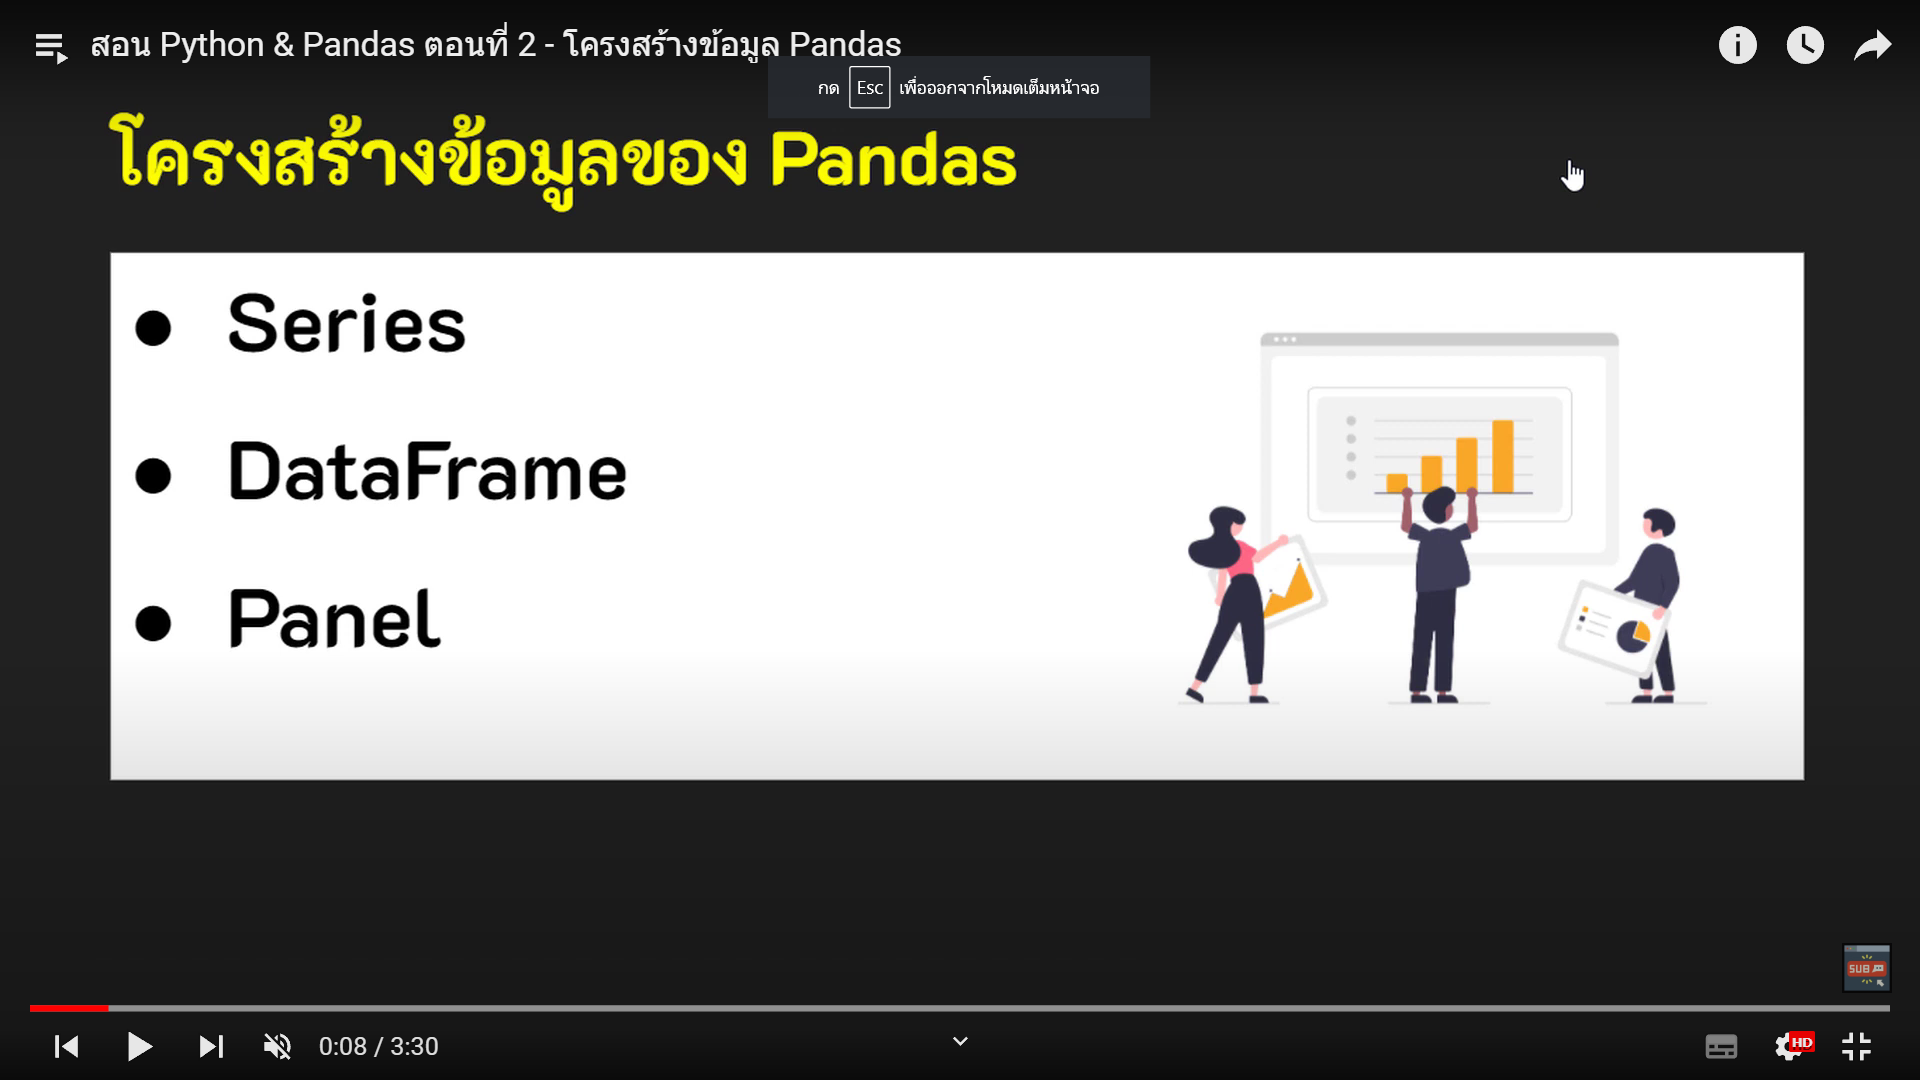 สอน Python & Pandas ตอนที่ 2 - โครงสร้างข้อมูล Pandas
กด Esc เพื่อออกจากโหมดเต็มหน้าจอ
โครงสร้างข้อมูลของ Pandas
Series
DataFrame
Panel
SUB
0:08 / 3:30
HD